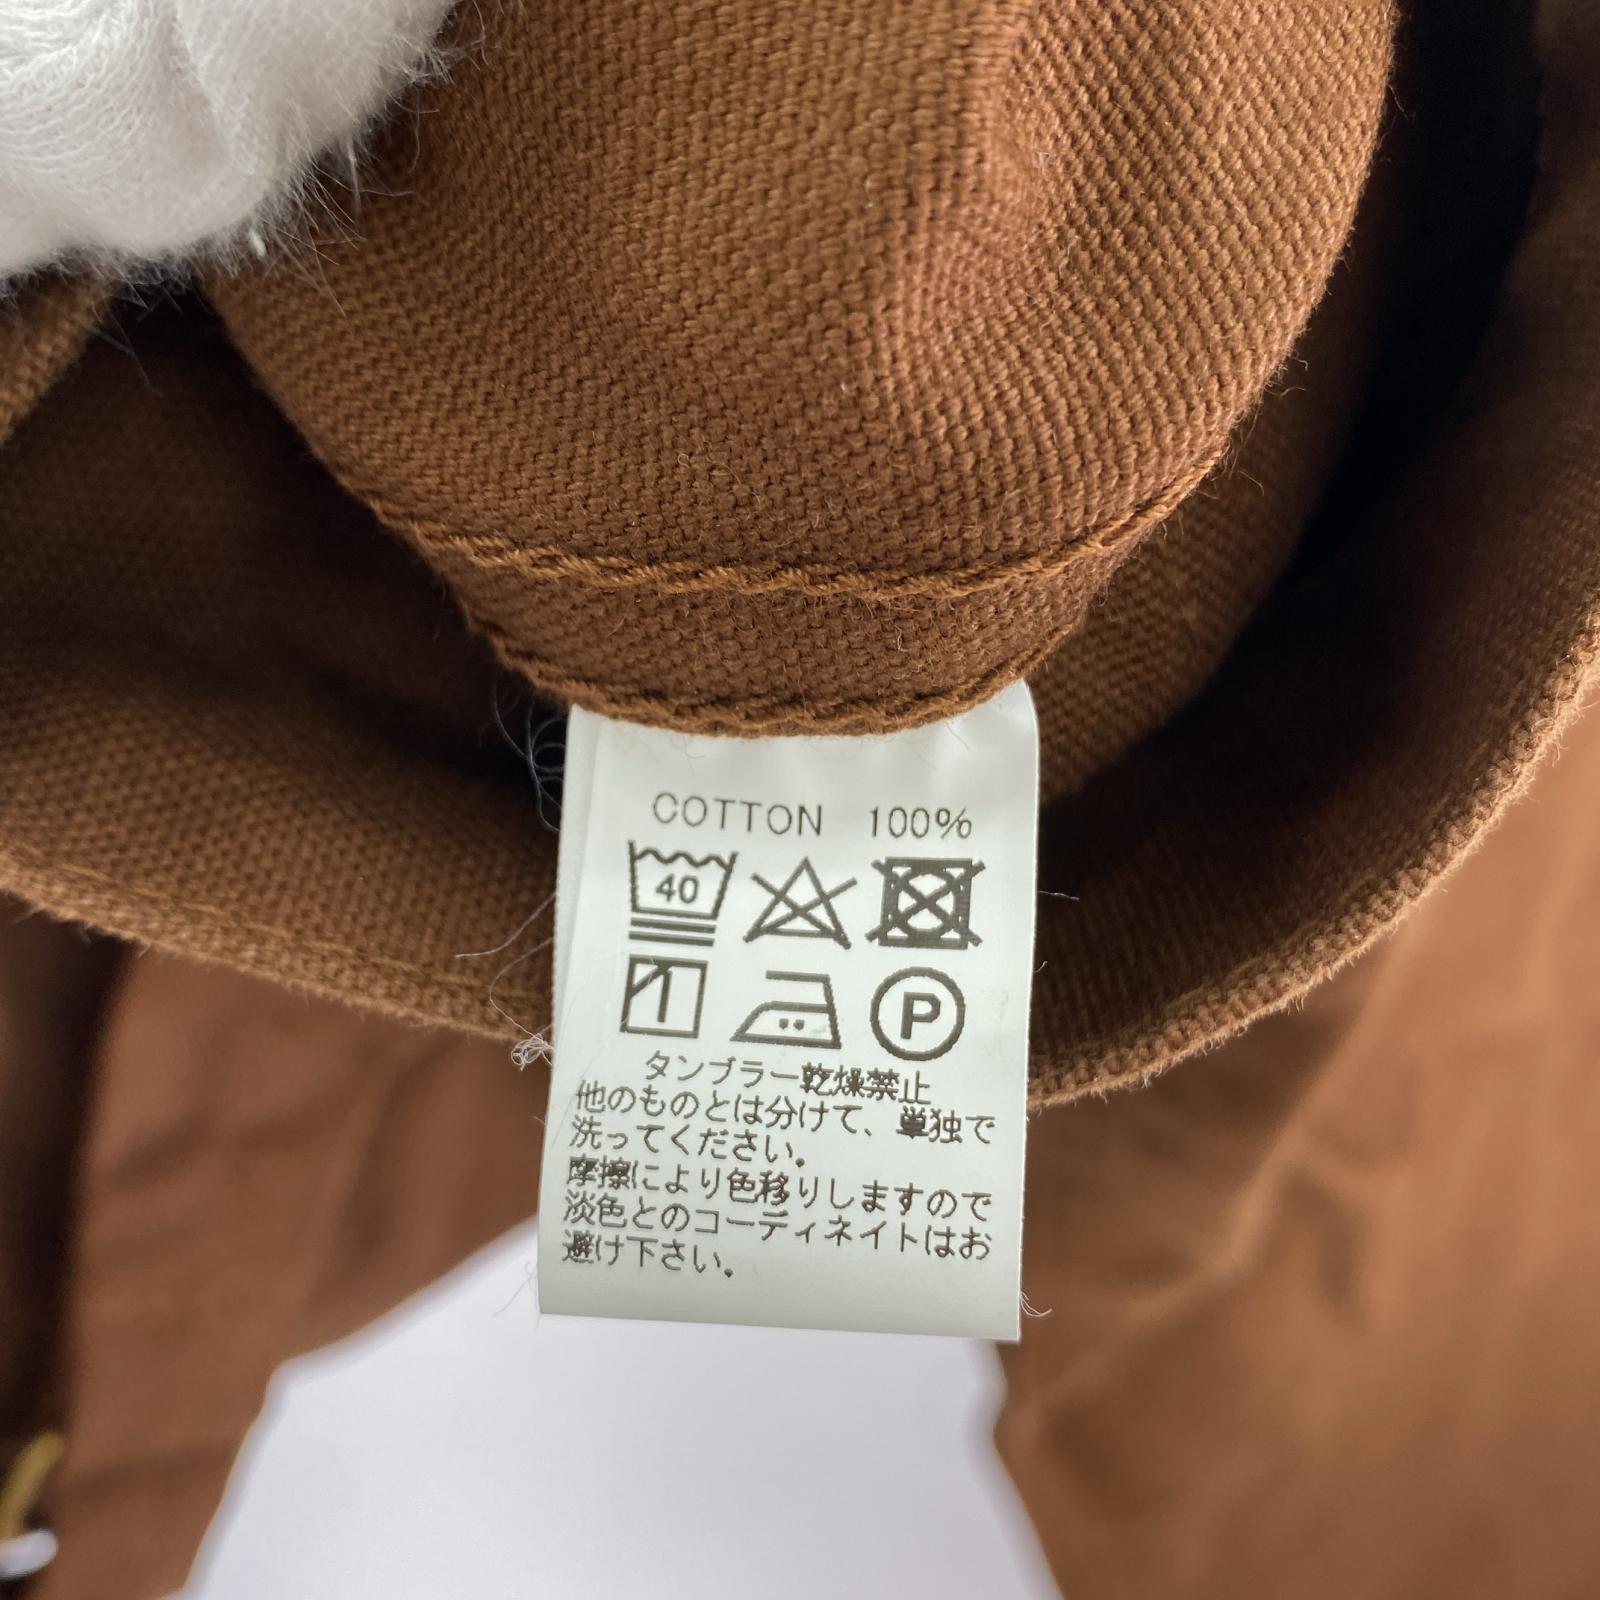 COTTON 100%
40
P
タンブラー乾燥禁止
他のものとは分けて、単独で
洗ってください。
摩擦により色移りしますので
淡色とのコーディネイトはお
避け下さい。